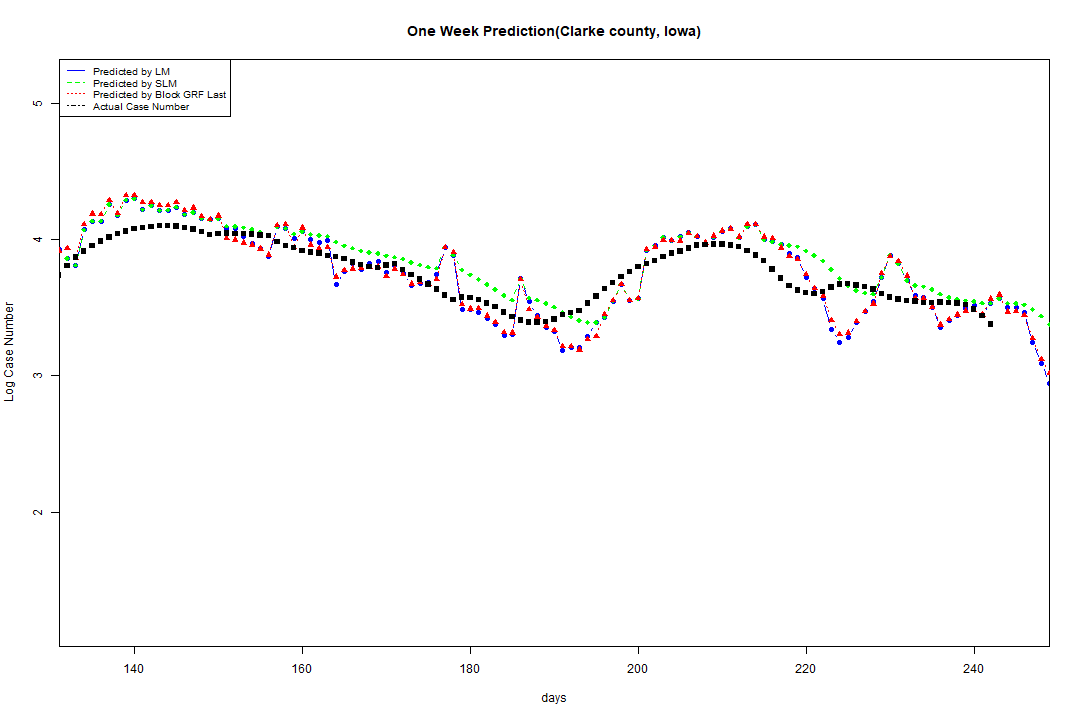 One Week Prediction(Clarke county, Iowa)
Predicted by LM
Predicted by SLM
Predicted by Block GRF Last
Actual Case Number
5
4
3
2
Log Case Number
140 160 180 200 220 240
days